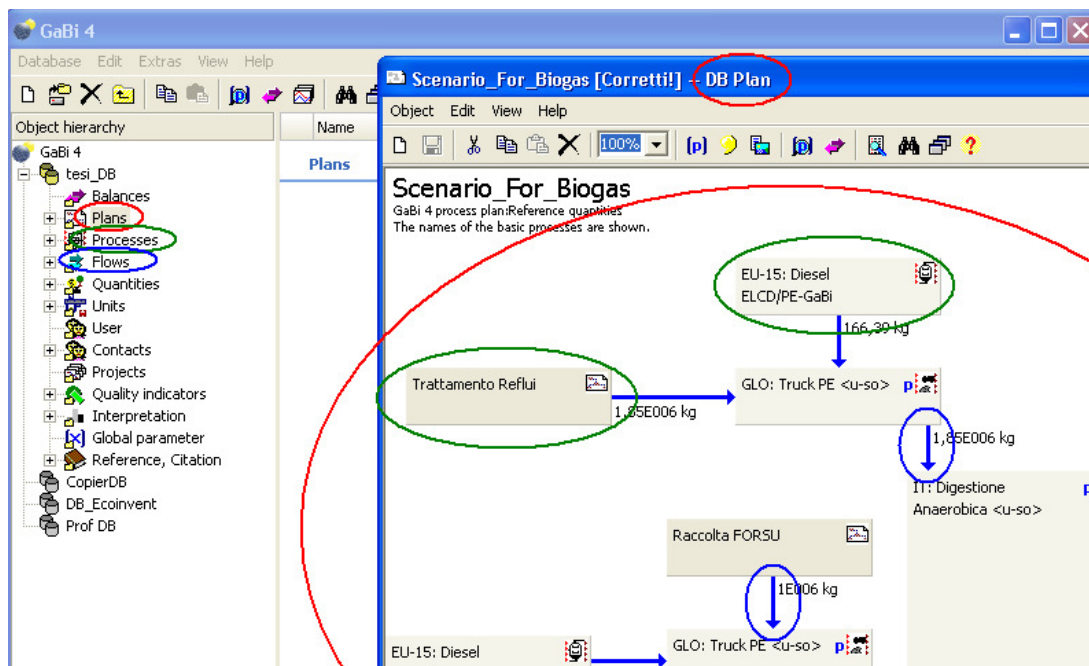 GaBi 4
Database Edit Extras View Help
Object hierarchy
Name
GaBi 4
tesi_DB
Balances
Plans
Processes
Flows
Quantities
Units
User
Contacts
Projects
Quality indicators
Interpretation
Global parameter
Reference, Citation
CopierDB
DB_Ecoinvent
Prof DB
Plans
Scenario_For_Biogas [Corretti!] -- DB Plan
Object Edit View Help
100%
Scenario_For_Biogas
GaBi 4 process plan:Reference quantities
The names of the basic processes are shown.
EU-15: Diesel
ELCD/PE-GaBi
166,39 kg
Trattamento Reflui
1,85E006 kg
GLO: Truck PE <u-so>
p
1,85E006 kg
IT: Digestione
Anaerobica <u-so>
p
Raccolta FORSU
1E006 kg
EU-15: Diesel
GLO: Truck PE <u-so>
p